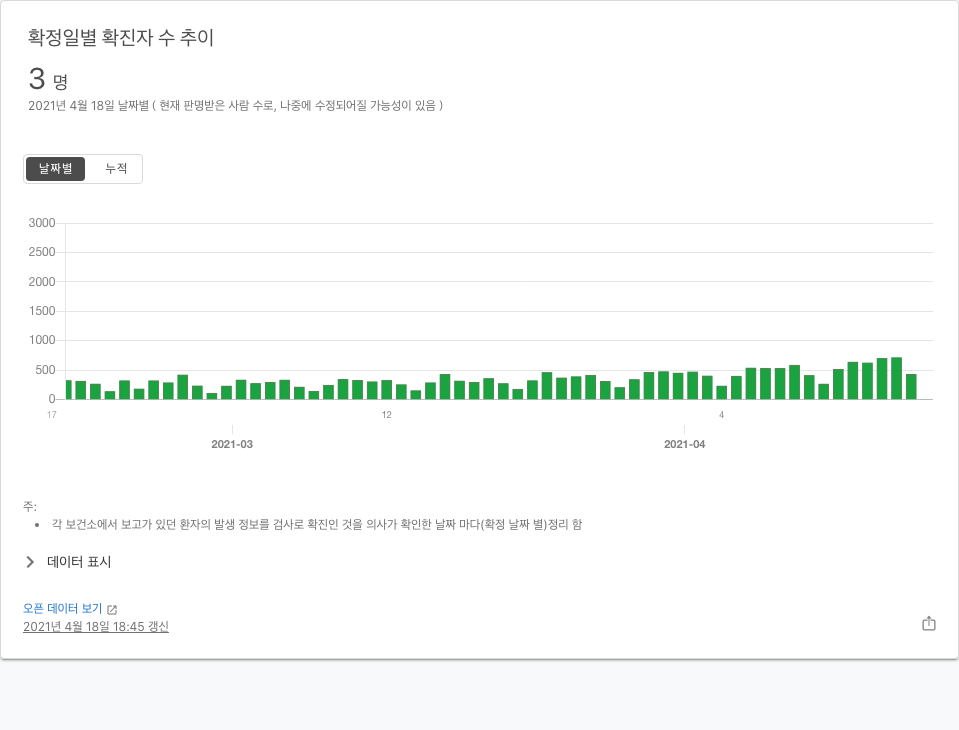 확정일별 확진자 수 추이
3 명
2021년 4월 18일 날짜별 ( 현재 판명받은 사람 수로, 나중에 수정되어질 가능성이 있음 )
날짜별 누적
3000
2500
2000
1500
1000
500
0
17 12 4
2021-03 2021-04
주:
• 각 보건소에서 보고가 있던 환자의 발생 정보를 검사로 확진인 것을 의사가 확인한 날짜 마다(확정 날짜 별)정리 함
데이터 표시
오픈 데이터 보기
2021년 4월 18일 18:45 갱신